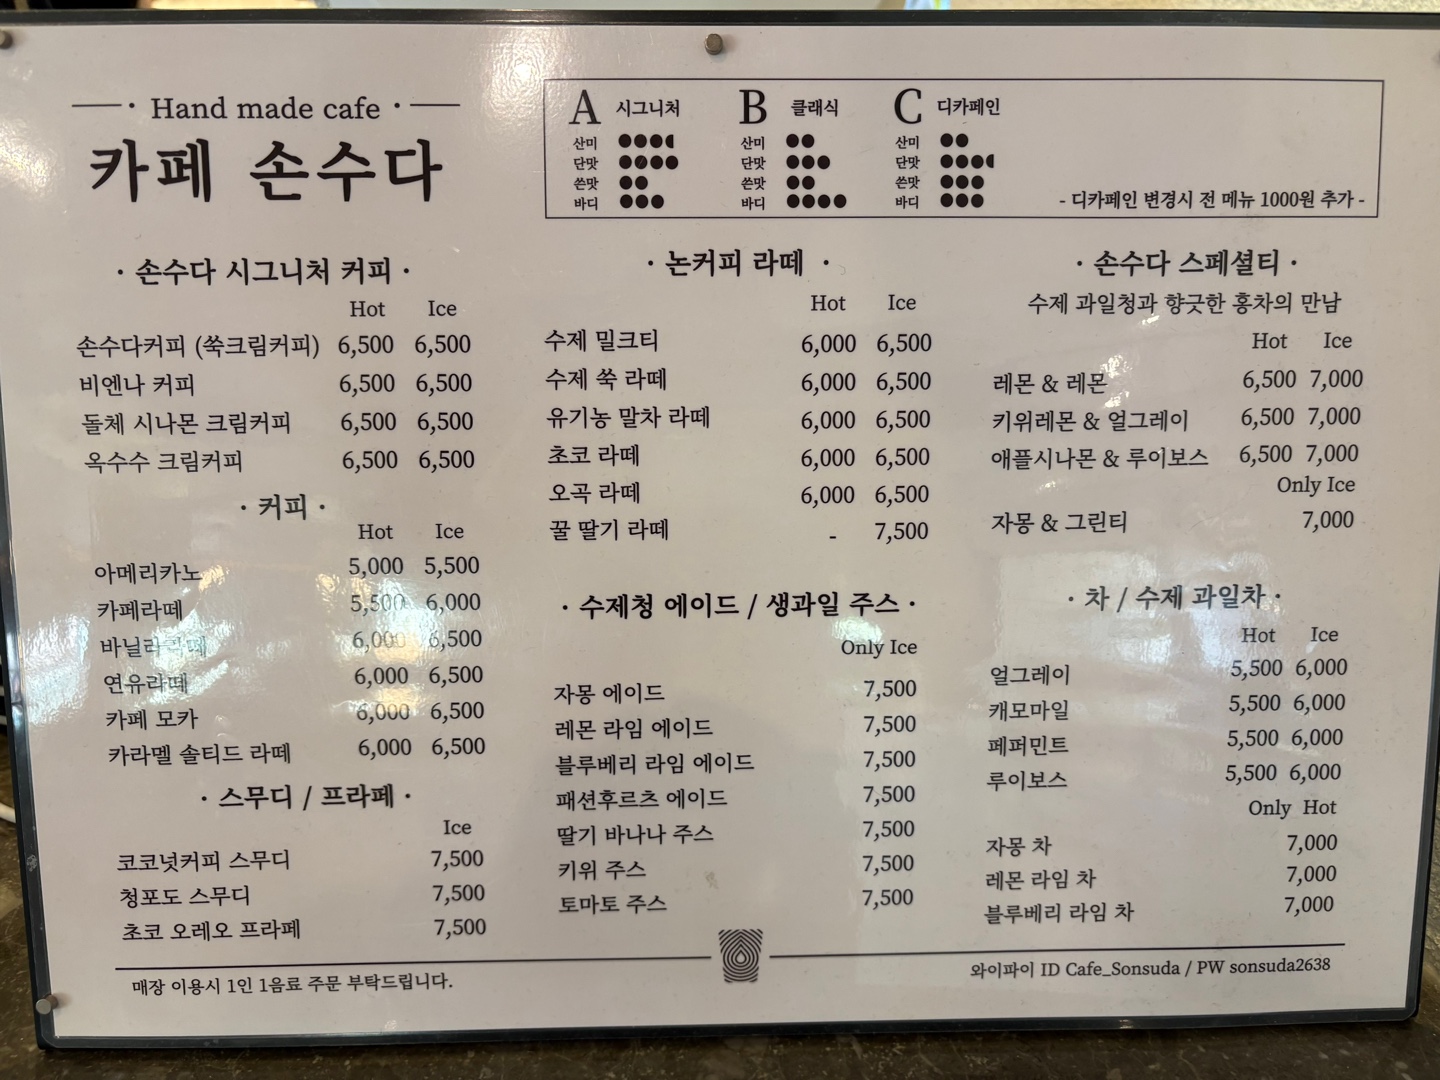 Hand made cafe
카페 손수다
A 시그니처
산미
단맛
쓴맛
바디
B 클래식
산미
단맛
쓴맛
바디
C 디카페인
산미
단맛
쓴맛
바디
- 디카페인 변경시 전 메뉴 1000원 추가 -
· 손수다 시그니처 커피 ·
Hot Ice
손수다커피 (쑥크림커피) 6,500 6,500
비엔나 커피 6,500 6,500
돌체 시나몬 크림커피 6,500 6,500
옥수수 크림커피 6,500 6,500
· 커피 ·
Hot Ice
아메리카노 5,000 5,500
카페라떼 5,500 6,000
바닐라라떼 6,000 6,500
연유라떼 6,000 6,500
카페 모카 6,000 6,500
카라멜 솔티드 라떼 6,000 6,500
· 스무디 / 프라페 ·
Ice
코코넛커피 스무디 7,500
청포도 스무디 7,500
초코 오레오 프라페 7,500
· 논커피 라떼 ·
Hot Ice
수제 밀크티 6,000 6,500
수제 쑥 라떼 6,000 6,500
유기농 말차 라떼 6,000 6,500
초코 라떼 6,000 6,500
오곡 라떼 6,000 6,500
꿀 딸기 라떼 - 7,500
· 수제청 에이드 / 생과일 주스 ·
Only Ice
자몽 에이드 7,500
레몬 라임 에이드 7,500
블루베리 라임 에이드 7,500
패션후르츠 에이드 7,500
딸기 바나나 주스 7,500
키위 주스 7,500
토마토 주스 7,500
· 손수다 스페셜티 ·
수제 과일청과 향긋한 홍차의 만남
Hot Ice
레몬 & 레몬 6,500 7,000
키위레몬 & 얼그레이 6,500 7,000
애플시나몬 & 루이보스 6,500 7,000
Only Ice
자몽 & 그린티 7,000
· 차 / 수제 과일차 ·
Hot Ice
얼그레이 5,500 6,000
캐모마일 5,500 6,000
페퍼민트 5,500 6,000
루이보스 5,500 6,000
Only Hot
자몽 차 7,000
레몬 라임 차 7,000
블루베리 라임 차 7,000
매장 이용시 1인 1음료 주문 부탁드립니다.
와이파이 ID Cafe_Sonsuda / PW sonsuda2638